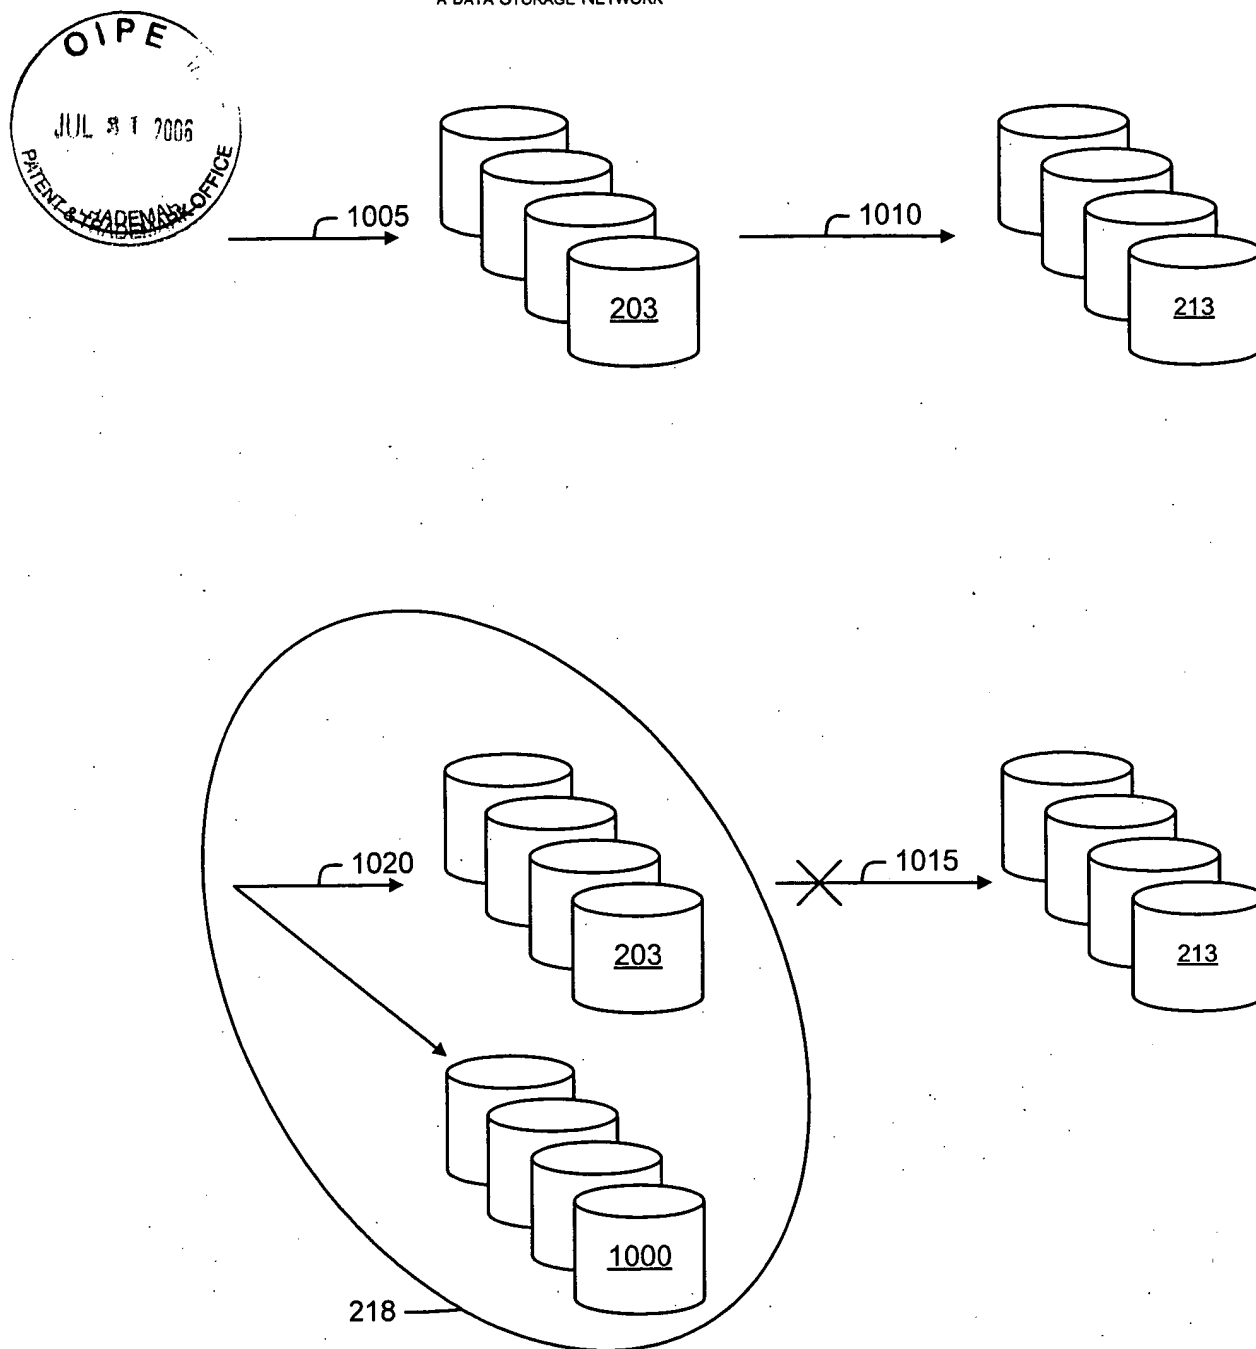 A DATA STORAGE NETWORK
OIPE
JUL 31 2006
PATENT & TRADEMARK OFFICE
1005
1010
203
213
1020
1015
203
213
1000
218